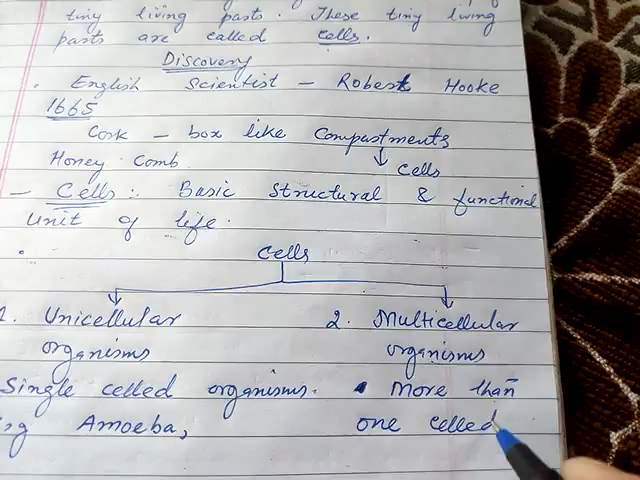 tiny living parts. These tiny living
parts are called cells.
Discovery
• English Scientist - Robert Hooke
1665
Cork - box like Compartments
Honey Comb. ↓ Cells
- Cells: Basic Structural & functional
Unit of life.
• Cells
1. Unicellular 2. Multicellular
organisms organisms
Single celled organisms. • More than
eg Amoeba, one celled